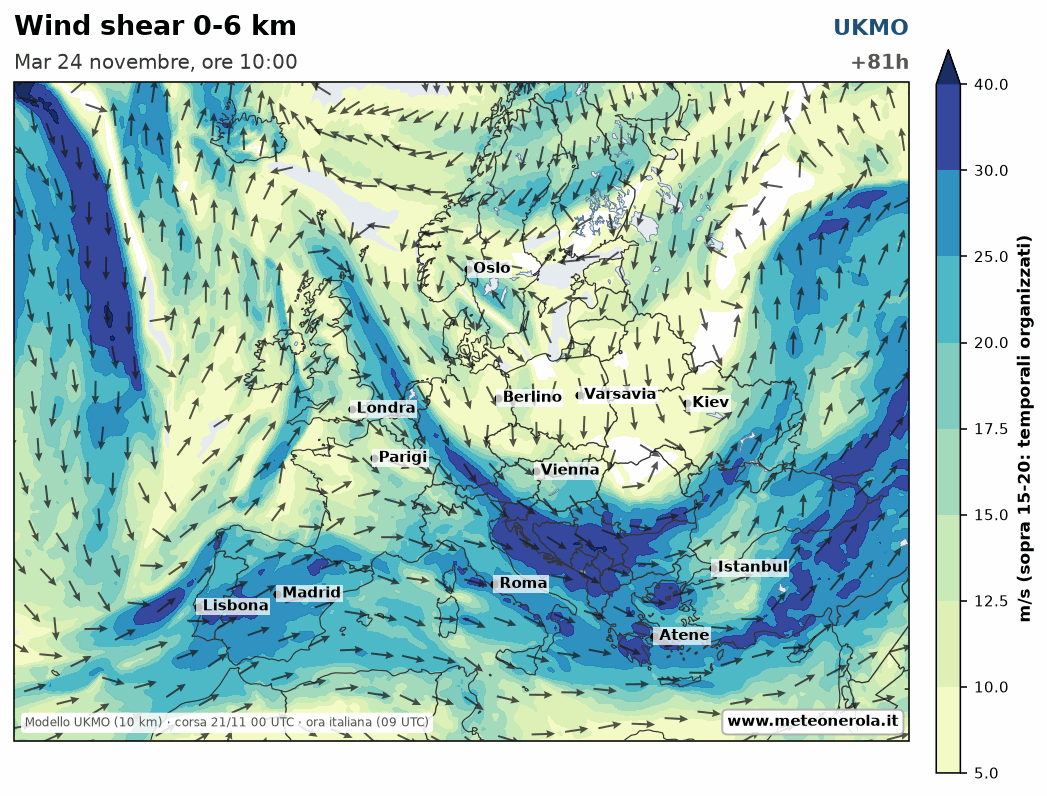 Wind shear 0-6 km
UKMO
Mar 24 novembre, ore 10:00
+81h
Oslo
Berlino
Varsavia
Kiev
Londra
Parigi
Vienna
Istanbul
Roma
Madrid
Lisbona
Atene
Modello UKMO (10 km) · corsa 21/11 00 UTC · ora italiana (09 UTC)
www.meteonerola.it
40.0
30.0
25.0
20.0
17.5
15.0
12.5
10.0
5.0
m/s (sopra 15-20: temporali organizzati)